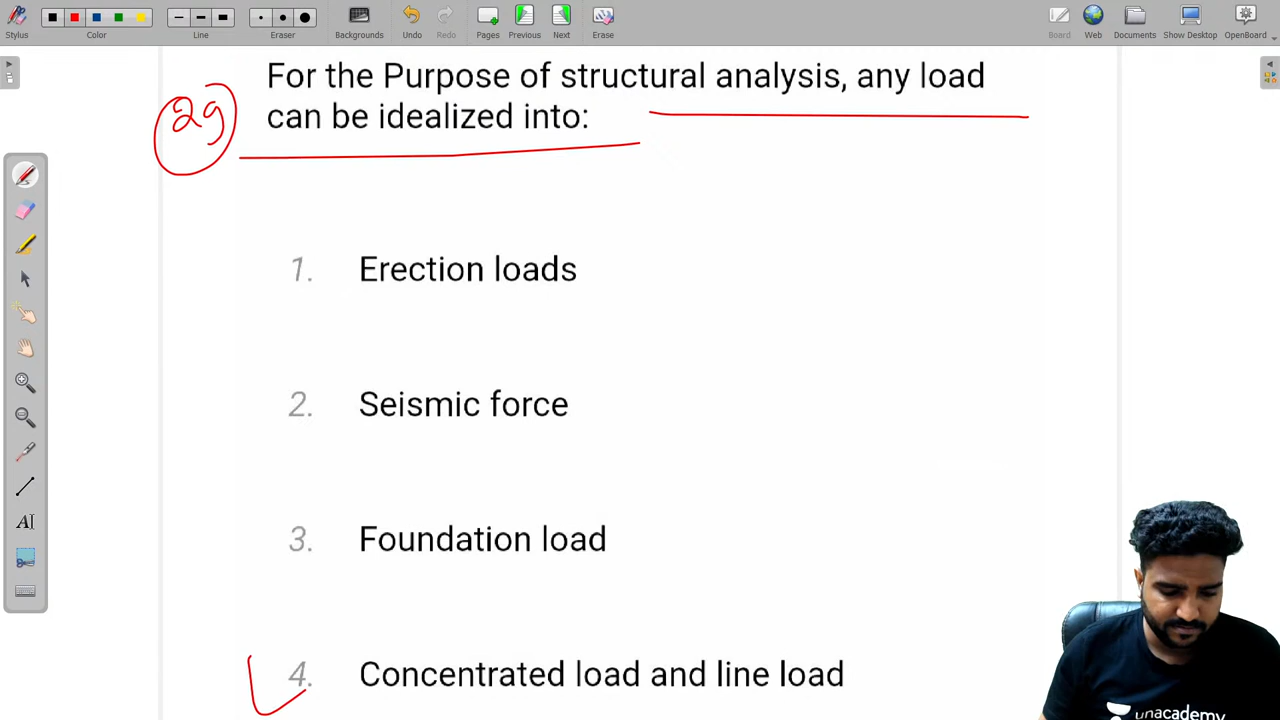 Stylus
Color
Line
Eraser
Backgrounds
Undo
Redo
Pages
Previous
Next
Erase
Board
Web
Documents
Show Desktop
OpenBoard
29
For the Purpose of structural analysis, any load
can be idealized into:
1. Erection loads
2. Seismic force
3. Foundation load
4. Concentrated load and line load
unacademy